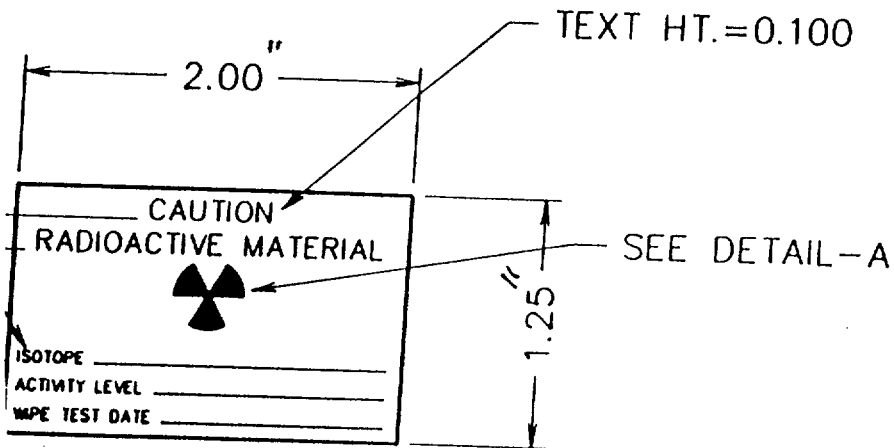 TEXT HT.=0.100
2.00"
CAUTION
RADIOACTIVE MATERIAL
SEE DETAIL-A
1.25"
ISOTOPE
ACTIVITY LEVEL
WIPE TEST DATE